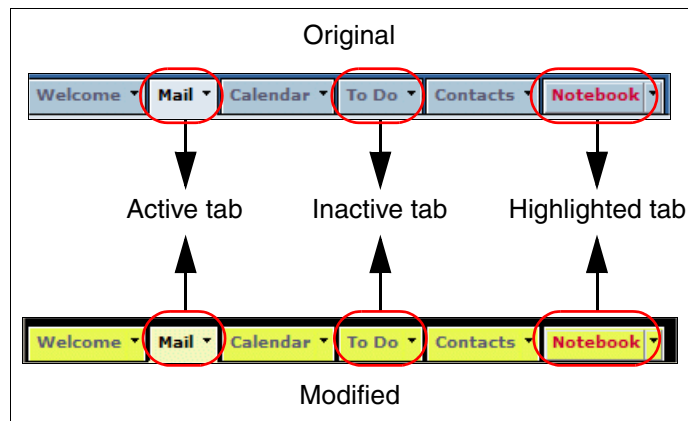 Original
Welcome Mail Calendar To Do Contacts Notebook
Active tab Inactive tab Highlighted tab
Welcome Mail Calendar To Do Contacts Notebook
Modified